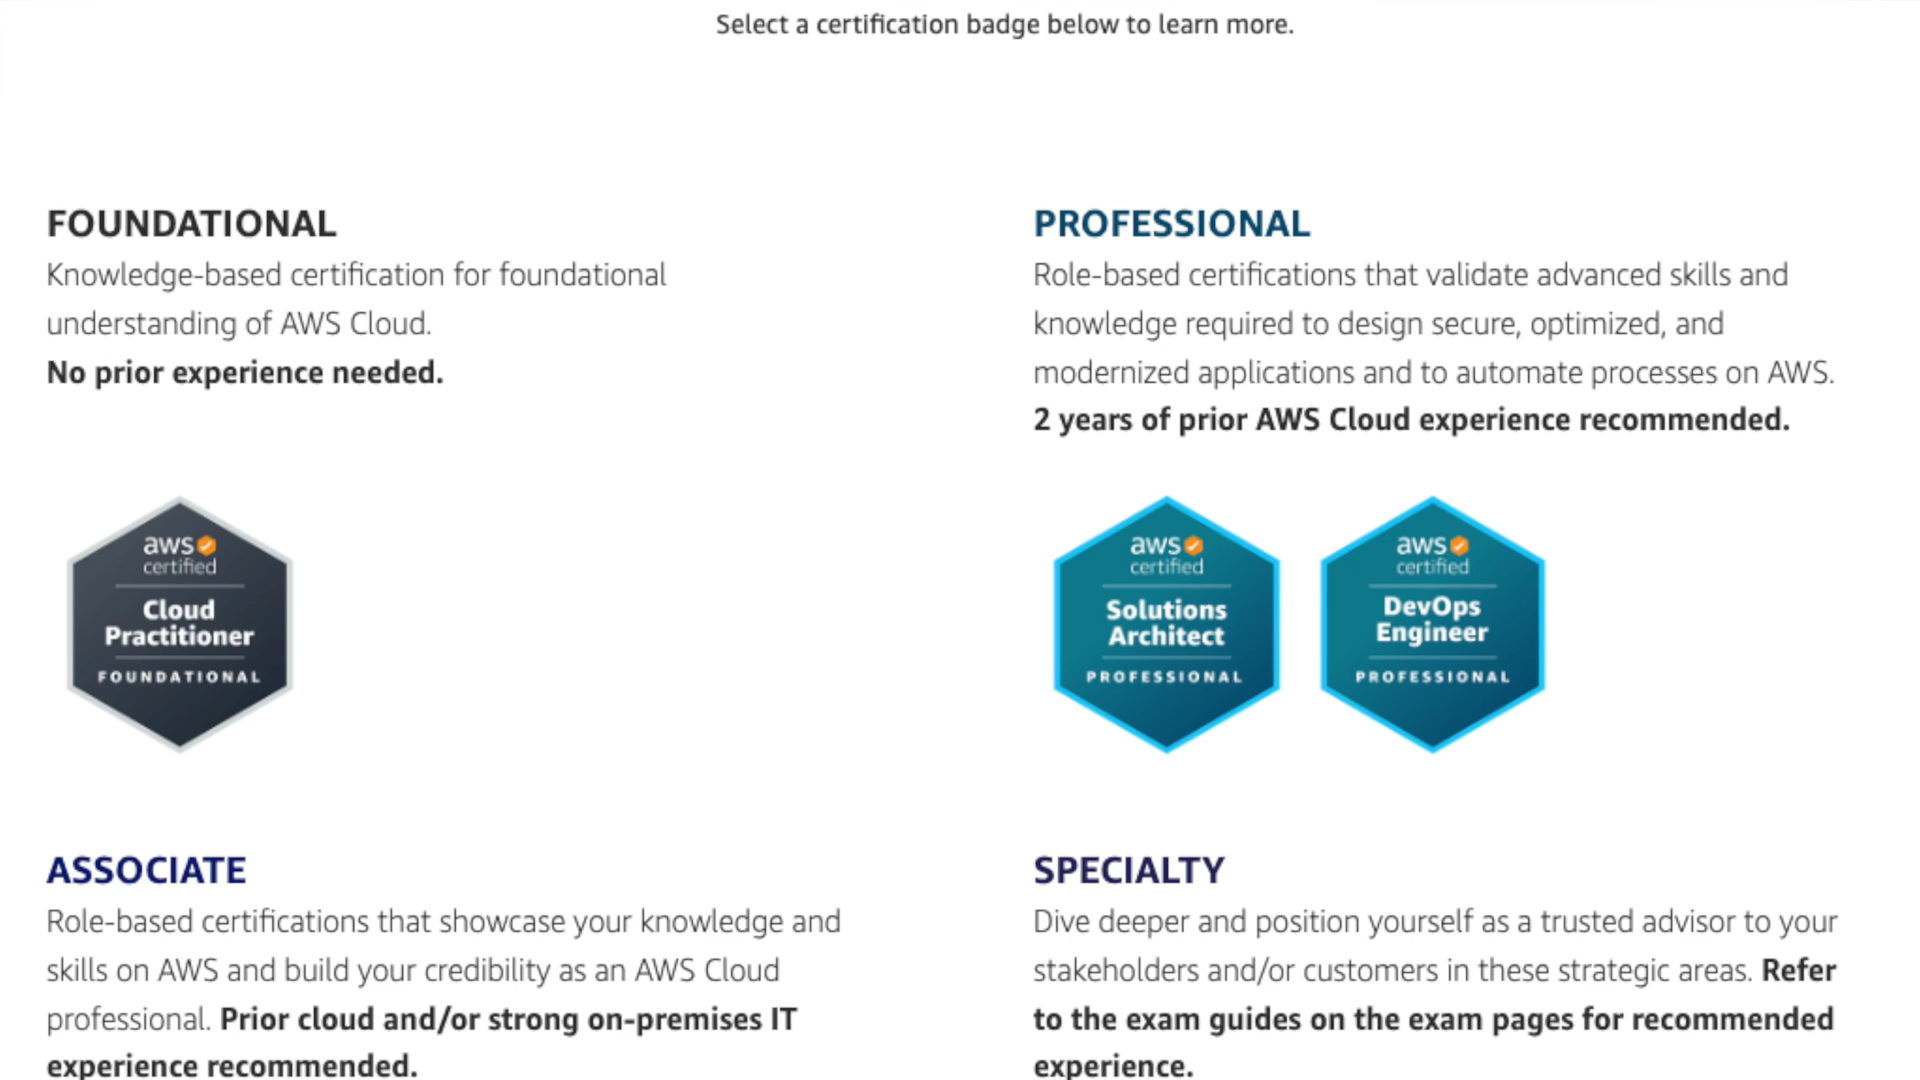 Select a certification badge below to learn more.
FOUNDATIONAL
Knowledge-based certification for foundational
understanding of AWS Cloud.
No prior experience needed.
aws
certified
Cloud
Practitioner
FOUNDATIONAL
PROFESSIONAL
Role-based certifications that validate advanced skills and
knowledge required to design secure, optimized, and
modernized applications and to automate processes on AWS.
2 years of prior AWS Cloud experience recommended.
aws
certified
Solutions
Architect
PROFESSIONAL
aws
certified
DevOps
Engineer
PROFESSIONAL
ASSOCIATE
Role-based certifications that showcase your knowledge and
skills on AWS and build your credibility as an AWS Cloud
professional. Prior cloud and/or strong on-premises IT
experience recommended.
SPECIALTY
Dive deeper and position yourself as a trusted advisor to your
stakeholders and/or customers in these strategic areas. Refer
to the exam guides on the exam pages for recommended
experience.